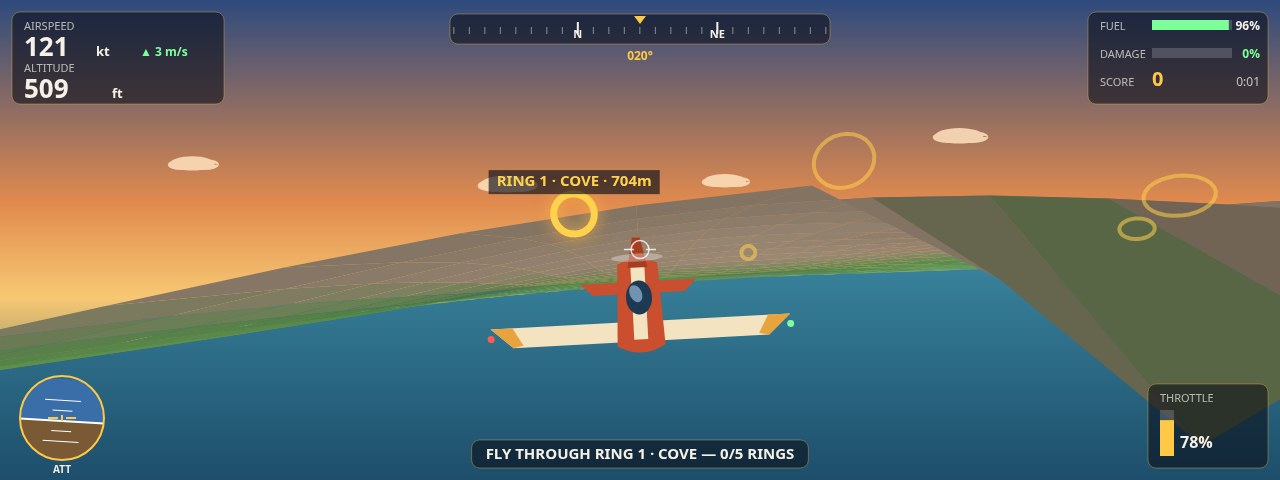 AIRSPEED
121 kt ▲ 3 m/s
ALTITUDE
509 ft
N NE
020°
FUEL 96%
DAMAGE 0%
SCORE 0 0:01
RING 1 · COVE · 704m
ATT
FLY THROUGH RING 1 · COVE — 0/5 RINGS
THROTTLE
78%